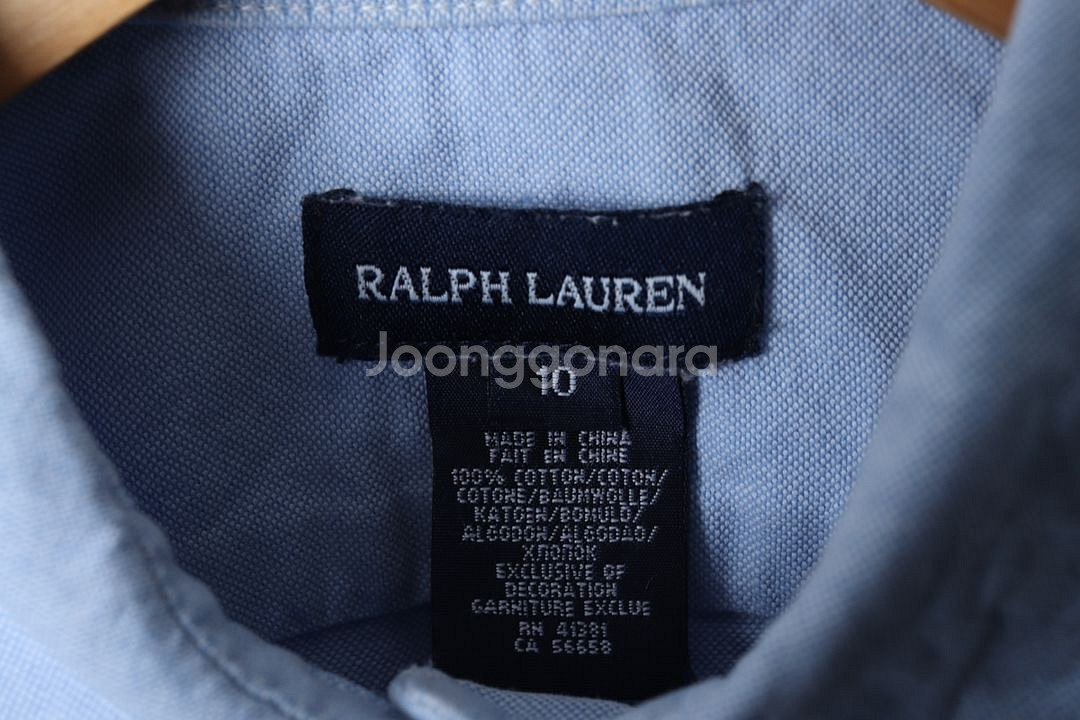 RALPH LAUREN
Joonggonara
10
MADE IN CHINA
FAIT EN CHINE
100% COTTON/COTON/
COTONE/BAUMWOLLE/
KATOEN/BOMULD/
ALGODON/ALGODAO/
ХЛОПОК
EXCLUSIVE OF
DECORATION
GARNITURE EXCLUE
RN 41381
CA 56658